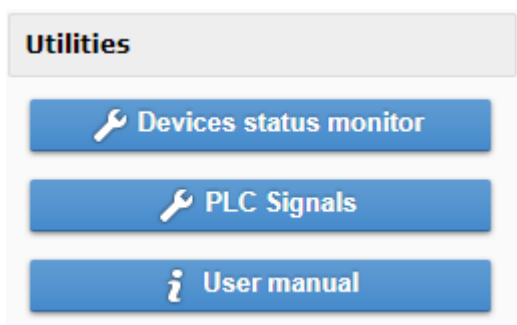 Utilities
Devices status monitor
PLC Signals
User manual